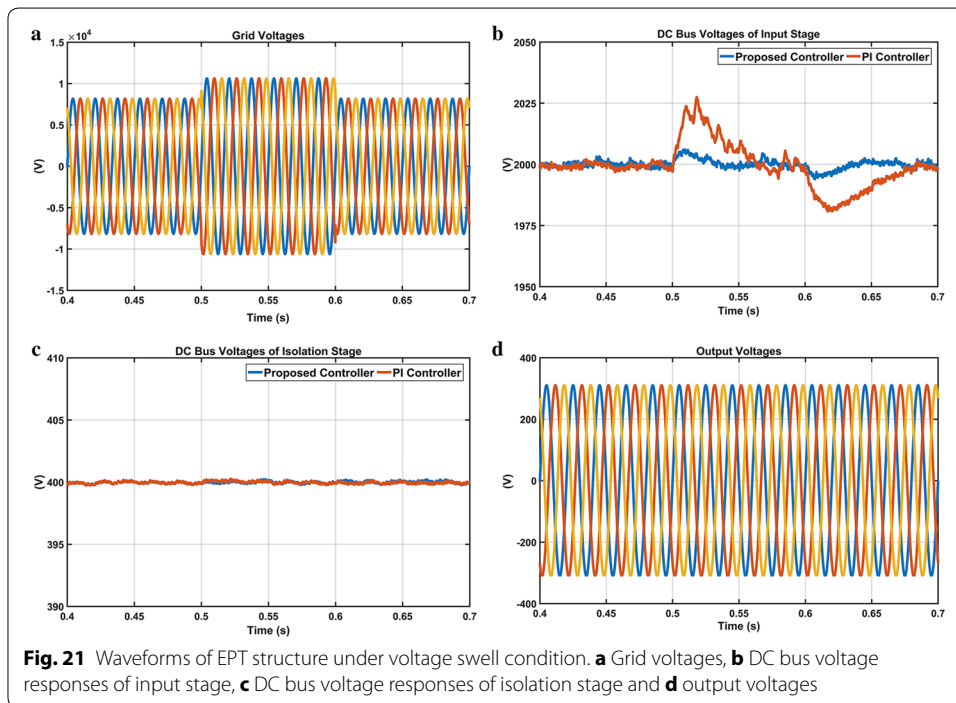 a
Grid Voltages
×10⁴
1.5
1
0.5
0
-0.5
-1
-1.5
(V)
0.4 0.45 0.5 0.55 0.6 0.65 0.7
Time (s)
b
DC Bus Voltages of Input Stage
Proposed Controller PI Controller
2050
2025
2000
1975
1950
(V)
0.4 0.45 0.5 0.55 0.6 0.65 0.7
Time (s)
c
DC Bus Voltages of Isolation Stage
Proposed Controller PI Controller
410
405
400
395
390
(V)
0.4 0.45 0.5 0.55 0.6 0.65 0.7
Time (s)
d
Output Voltages
400
200
0
-200
-400
(V)
0.4 0.45 0.5 0.55 0.6 0.65 0.7
Time (s)
Fig. 21 Waveforms of EPT structure under voltage swell condition. a Grid voltages, b DC bus voltage
responses of input stage, c DC bus voltage responses of isolation stage and d output voltages